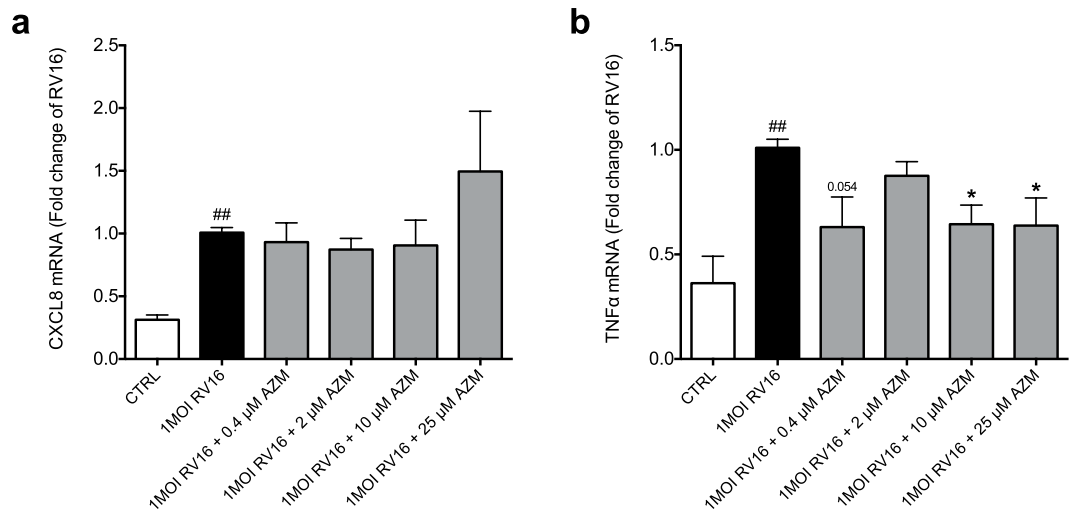 a
CXCL8 mRNA (Fold change of RV16)
2.5
2.0
1.5
1.0
0.5
0.0
##
CTRL
1MOI RV16
1MOI RV16 + 0.4 µM AZM
1MOI RV16 + 2 µM AZM
1MOI RV16 + 10 µM AZM
1MOI RV16 + 25 µM AZM
b
TNFα mRNA (Fold change of RV16)
1.5
1.0
0.5
0.0
##
0.054
*
*
CTRL
1MOI RV16
1MOI RV16 + 0.4 µM AZM
1MOI RV16 + 2 µM AZM
1MOI RV16 + 10 µM AZM
1MOI RV16 + 25 µM AZM